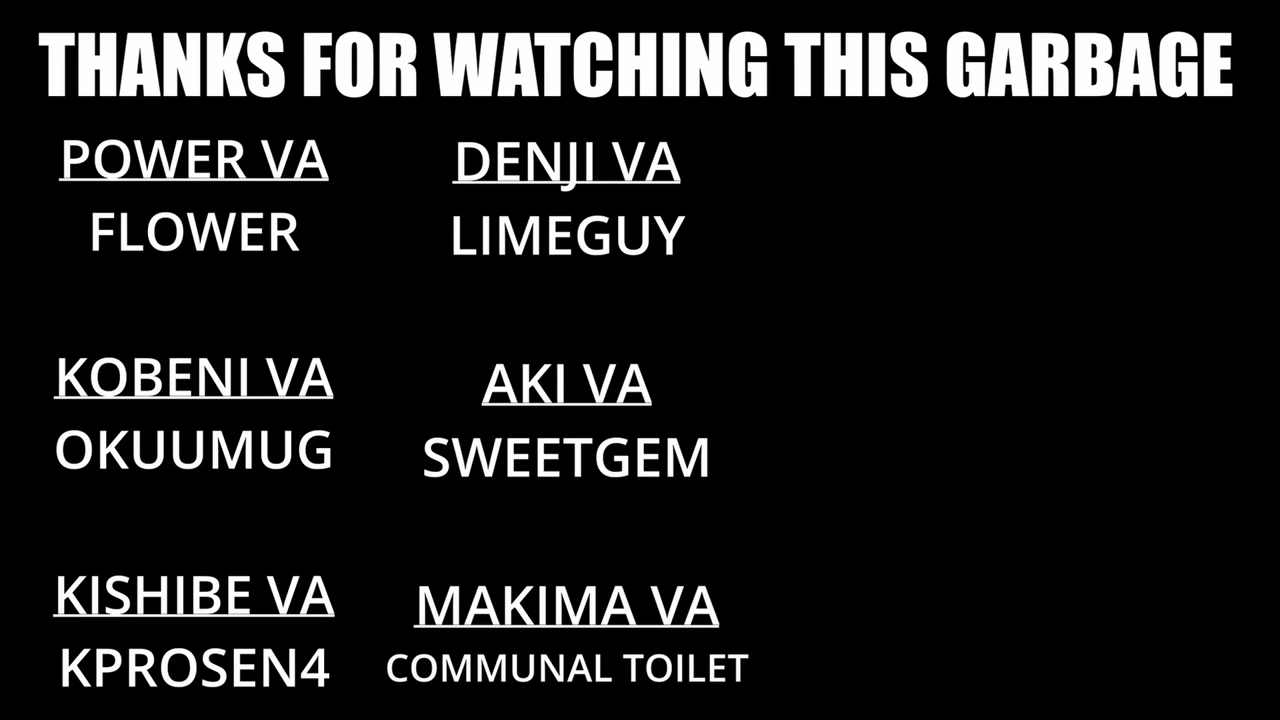 THANKS FOR WATCHING THIS GARBAGE
POWER VA
FLOWER
DENJI VA
LIMEGUY
KOBENI VA
OKUUMUG
AKI VA
SWEETGEM
KISHIBE VA
KPROSEN4
MAKIMA VA
COMMUNAL TOILET